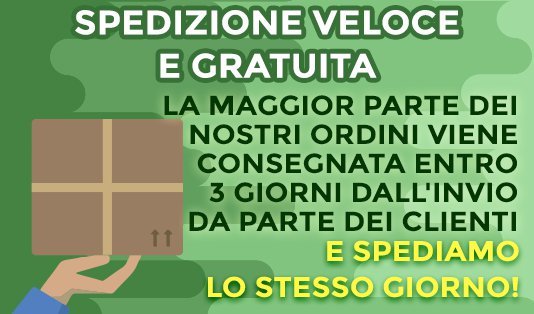 SPEDIZIONE VELOCE
E GRATUITA
LA MAGGIOR PARTE DEI
NOSTRI ORDINI VIENE
CONSEGNATA ENTRO
3 GIORNI DALL'INVIO
DA PARTE DEI CLIENTI
E SPEDIAMO
LO STESSO GIORNO!